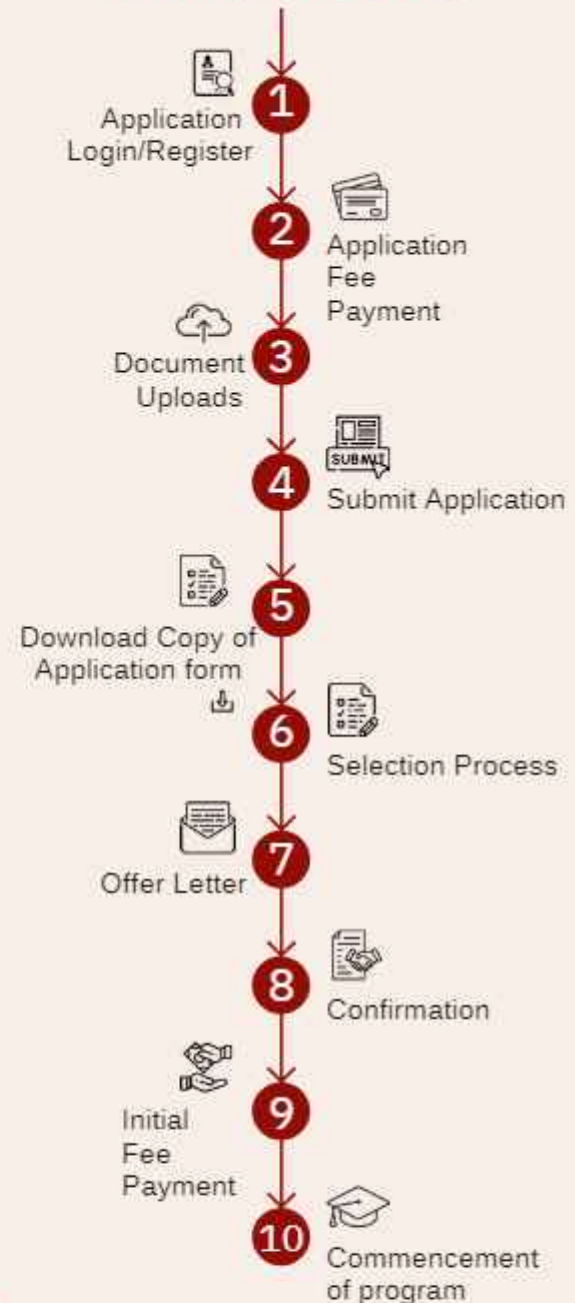 1
Application
Login/Register
2
Application
Fee
Payment
3
Document
Uploads
4
SUBMIT
Submit Application
5
Download Copy of
Application form
6
Selection Process
7
Offer Letter
8
Confirmation
9
Initial
Fee
Payment
10
Commencement
of program